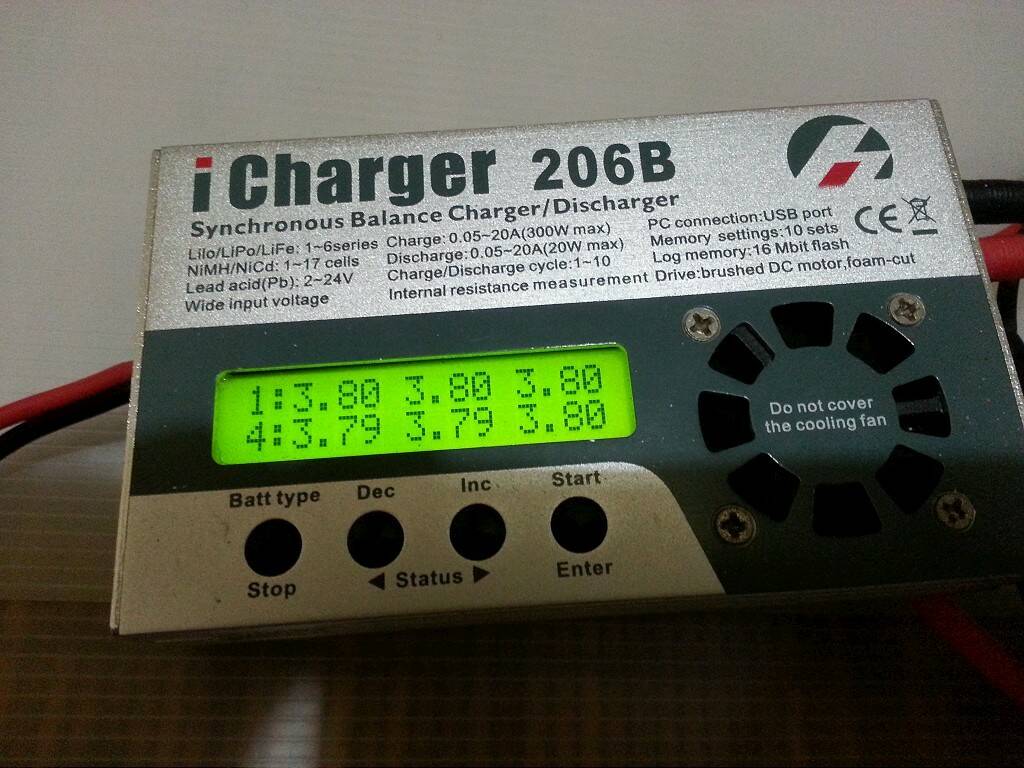 iCharger 206B
Synchronous Balance Charger/Discharger
LiIo/LiPo/LiFe: 1~6series
NiMH/NiCd: 1~17 cells
Lead acid(Pb): 2~24V
Wide input voltage
Charge: 0.05~20A(300W max)
Discharge: 0.05~20A(20W max)
Charge/Discharge cycle:1~10
Internal resistance measurement
PC connection:USB port
Memory settings:10 sets
Log memory:16 Mbit flash
Drive:brushed DC motor,foam-cut
CE
1:3.80 3.80 3.80
4:3.79 3.79 3.80
Do not cover
the cooling fan
Batt type Dec Inc Start
Stop ◀ Status ▶ Enter